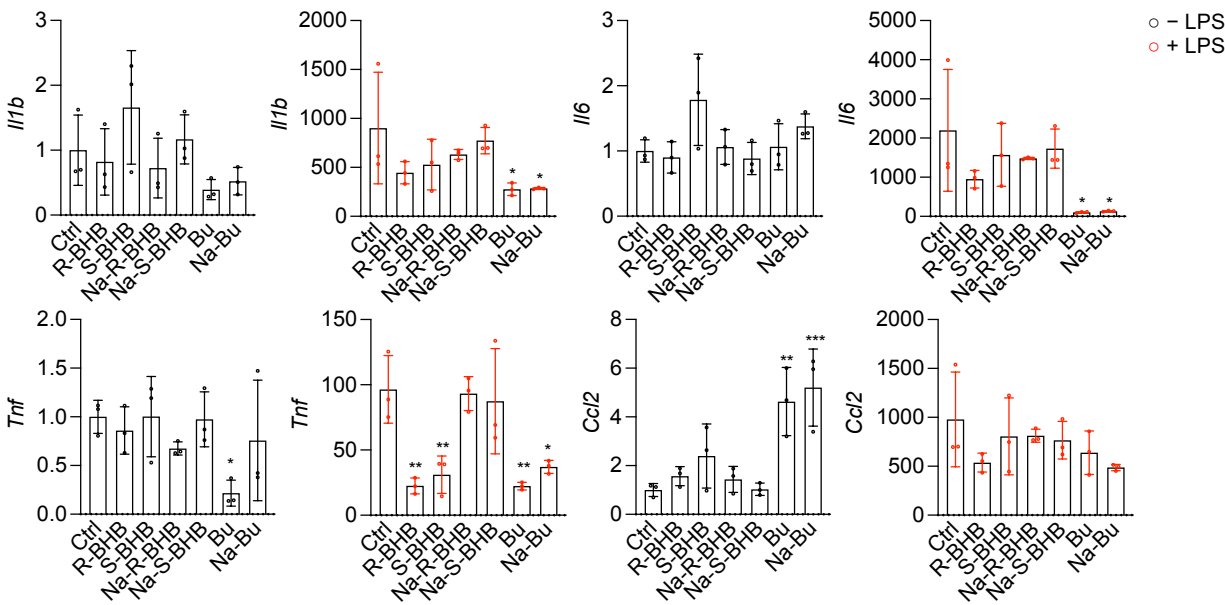 − LPS
+ LPS
Il1b
3
2
1
0
Ctrl
R-BHB
S-BHB
Na-R-BHB
Na-S-BHB
Bu
Na-Bu
Il1b
2000
1500
1000
500
0
* *
Ctrl
R-BHB
S-BHB
Na-R-BHB
Na-S-BHB
Bu
Na-Bu
Il6
3
2
1
0
Ctrl
R-BHB
S-BHB
Na-R-BHB
Na-S-BHB
Bu
Na-Bu
Il6
5000
4000
3000
2000
1000
0
* *
Ctrl
R-BHB
S-BHB
Na-R-BHB
Na-S-BHB
Bu
Na-Bu
Tnf
2.0
1.5
1.0
0.5
0.0
*
Ctrl
R-BHB
S-BHB
Na-R-BHB
Na-S-BHB
Bu
Na-Bu
Tnf
150
100
50
0
** ** ** *
Ctrl
R-BHB
S-BHB
Na-R-BHB
Na-S-BHB
Bu
Na-Bu
Ccl2
8
6
4
2
0
** ***
Ctrl
R-BHB
S-BHB
Na-R-BHB
Na-S-BHB
Bu
Na-Bu
Ccl2
2000
1500
1000
500
0
Ctrl
R-BHB
S-BHB
Na-R-BHB
Na-S-BHB
Bu
Na-Bu